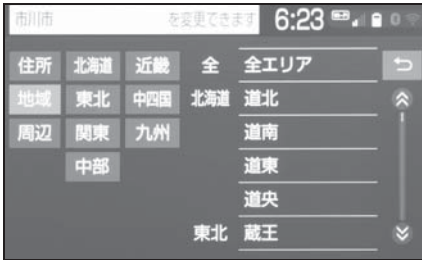 市川市 を変更できます 6:23
住所 北海道 近畿 全 全エリア
地域 東北 中四国 北海道 道北
周辺 関東 九州 道南
中部 道東
道央
東北 蔵王